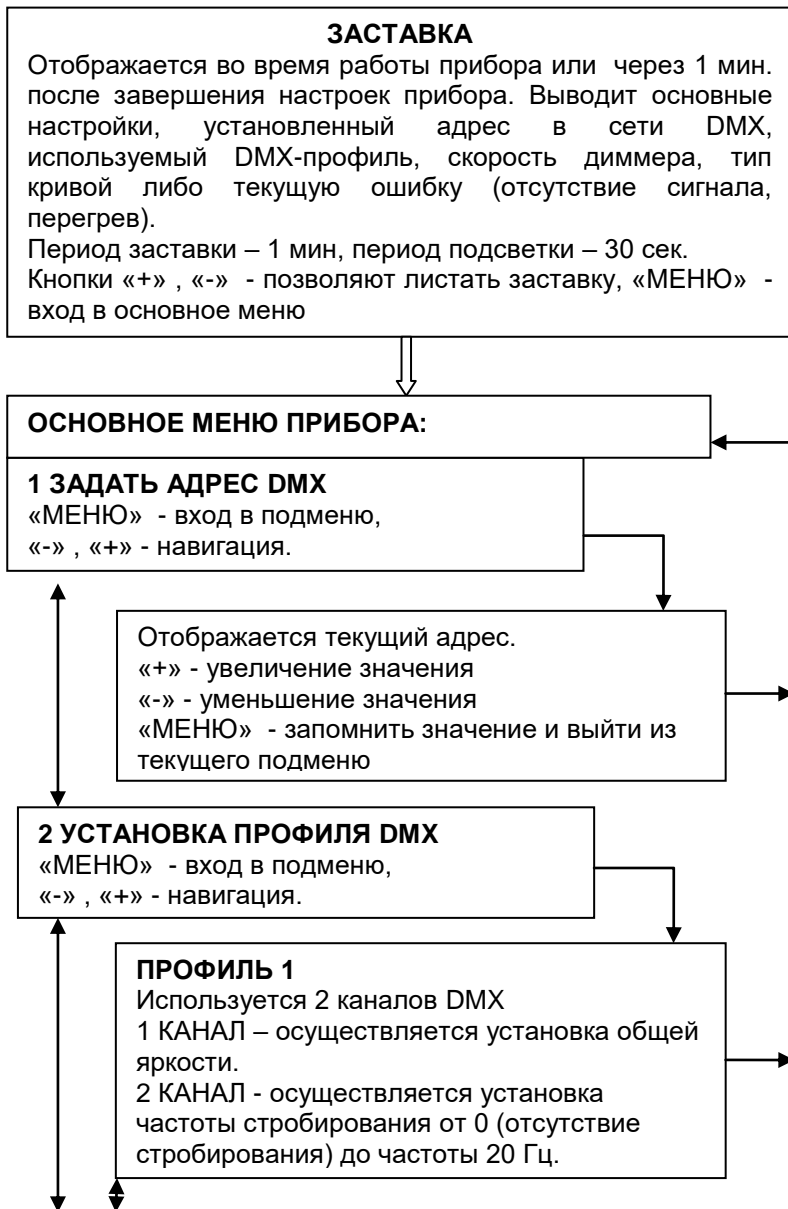 ЗАСТАВКА
Отображается во время работы прибора или через 1 мин.
после завершения настроек прибора. Выводит основные
настройки, установленный адрес в сети DMX,
используемый DMX-профиль, скорость диммера, тип
кривой либо текущую ошибку (отсутствие сигнала,
перегрев).
Период заставки – 1 мин, период подсветки – 30 сек.
Кнопки «+» , «-» - позволяют листать заставку, «МЕНЮ» -
вход в основное меню
ОСНОВНОЕ МЕНЮ ПРИБОРА:
1 ЗАДАТЬ АДРЕС DMX
«МЕНЮ» - вход в подменю,
«-» , «+» - навигация.
Отображается текущий адрес.
«+» - увеличение значения
«-» - уменьшение значения
«МЕНЮ» - запомнить значение и выйти из
текущего подменю
2 УСТАНОВКА ПРОФИЛЯ DMX
«МЕНЮ» - вход в подменю,
«-» , «+» - навигация.
ПРОФИЛЬ 1
Используется 2 каналов DMX
1 КАНАЛ – осуществляется установка общей
яркости.
2 КАНАЛ - осуществляется установка
частоты стробирования от 0 (отсутствие
стробирования) до частоты 20 Гц.